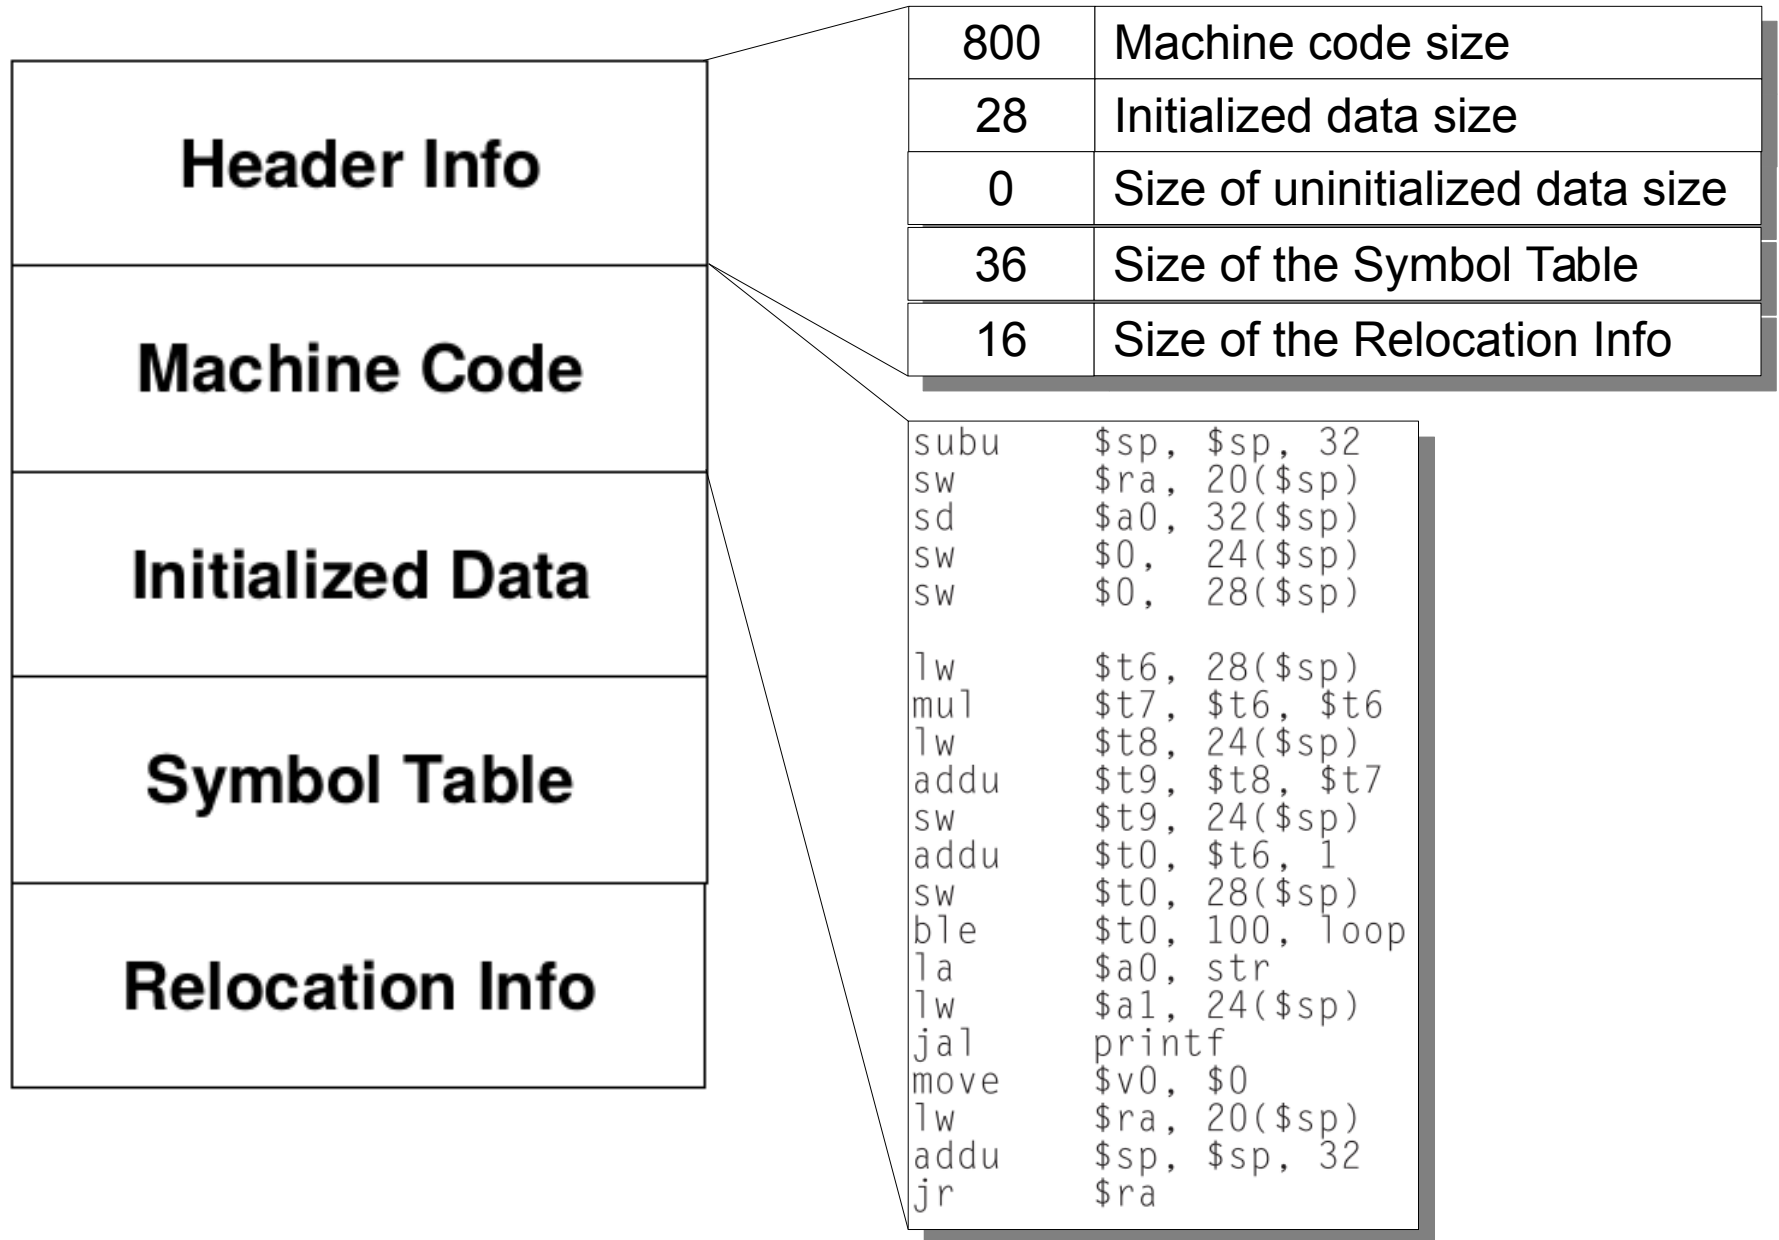 Header Info
Machine Code
Initialized Data
Symbol Table
Relocation Info
800 Machine code size
28 Initialized data size
0 Size of uninitialized data size
36 Size of the Symbol Table
16 Size of the Relocation Info
subu $sp, $sp, 32
sw $ra, 20($sp)
sd $a0, 32($sp)
sw $0, 24($sp)
sw $0, 28($sp)
lw $t6, 28($sp)
mul $t7, $t6, $t6
lw $t8, 24($sp)
addu $t9, $t8, $t7
sw $t9, 24($sp)
addu $t0, $t6, 1
sw $t0, 28($sp)
ble $t0, 100, loop
la $a0, str
lw $a1, 24($sp)
jal printf
move $v0, $0
lw $ra, 20($sp)
addu $sp, $sp, 32
jr $ra